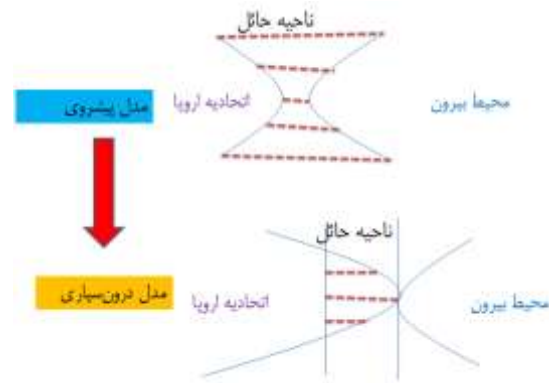 ناحیه حائل
مدل پیشروی
اتحادیه اروپا
محیط بیرون
ناحیه حائل
مدل درون‌سپاری
اتحادیه اروپا
محیط بیرون